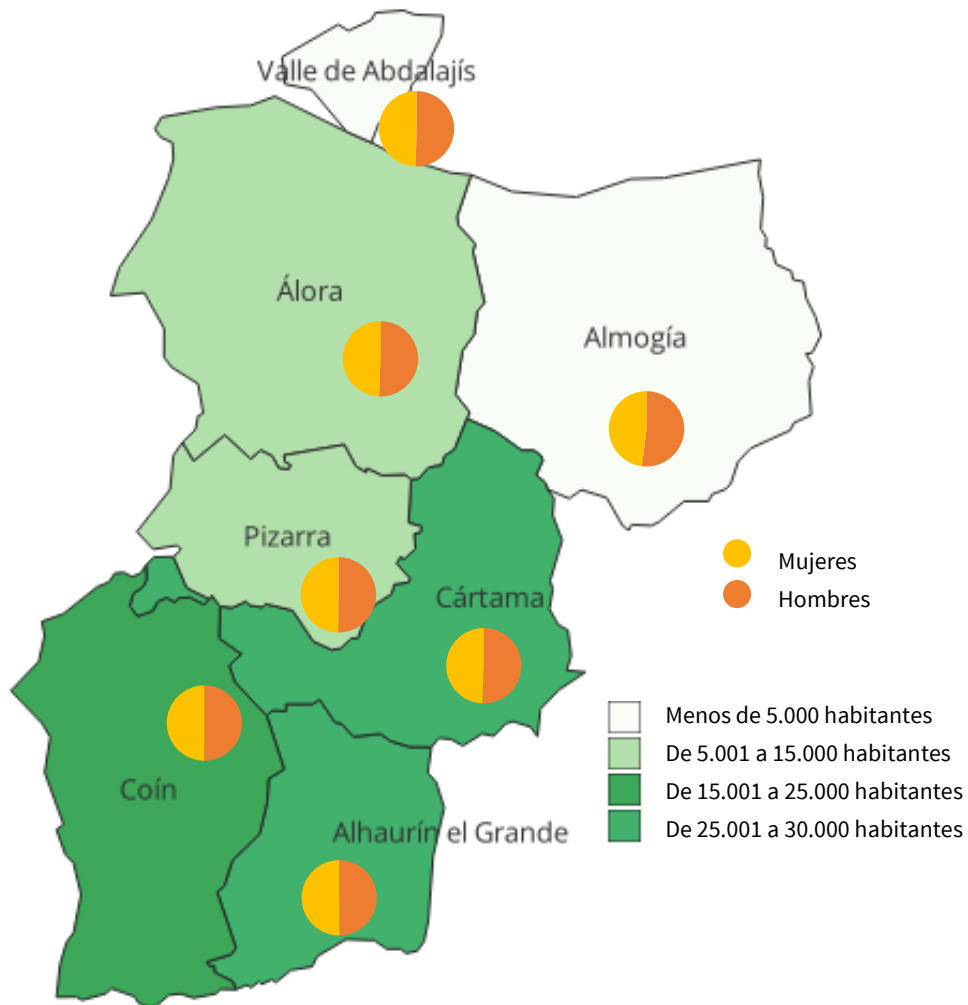 Valle de Abdalajís
Álora
Almogía
Pizarra
Cártama
Coín
Alhaurín el Grande
Mujeres
Hombres
Menos de 5.000 habitantes
De 5.001 a 15.000 habitantes
De 15.001 a 25.000 habitantes
De 25.001 a 30.000 habitantes